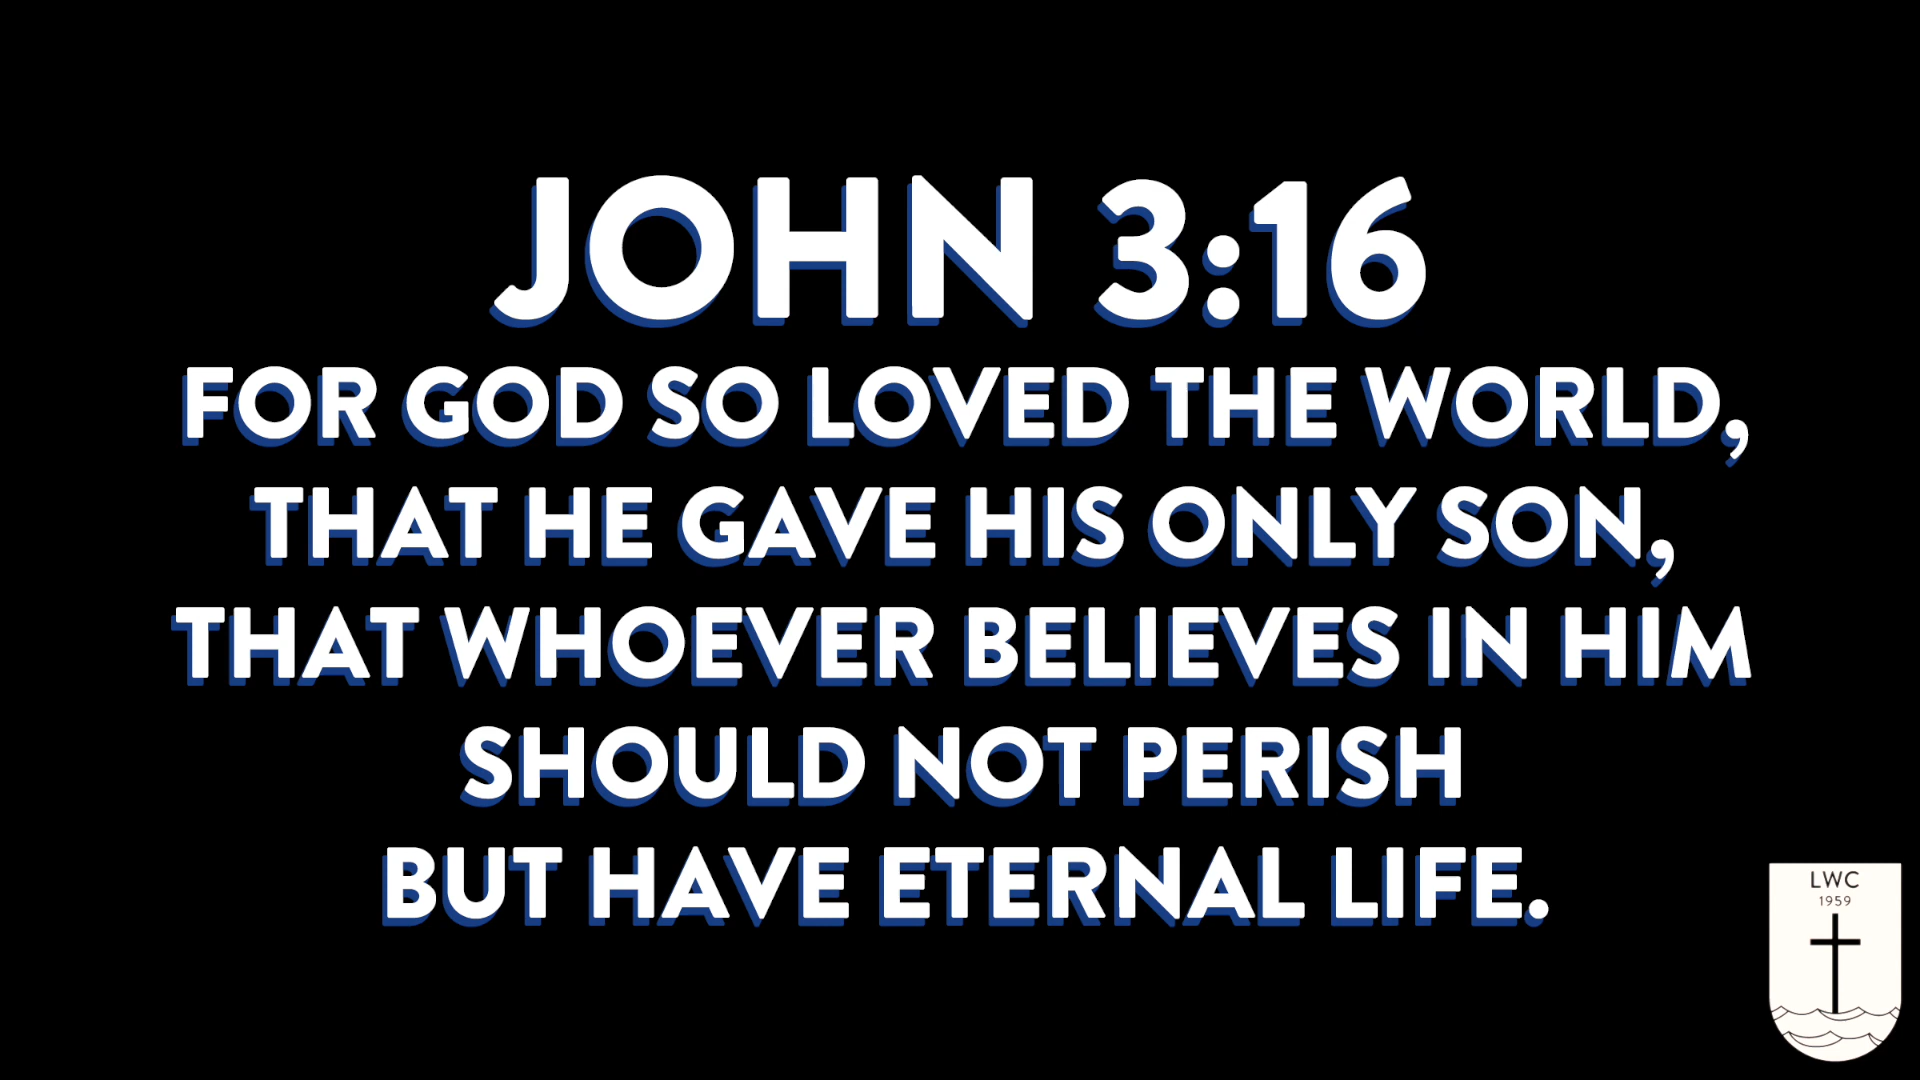 JOHN 3:16
FOR GOD SO LOVED THE WORLD,
THAT HE GAVE HIS ONLY SON,
THAT WHOEVER BELIEVES IN HIM
SHOULD NOT PERISH
BUT HAVE ETERNAL LIFE.
LWC
1959